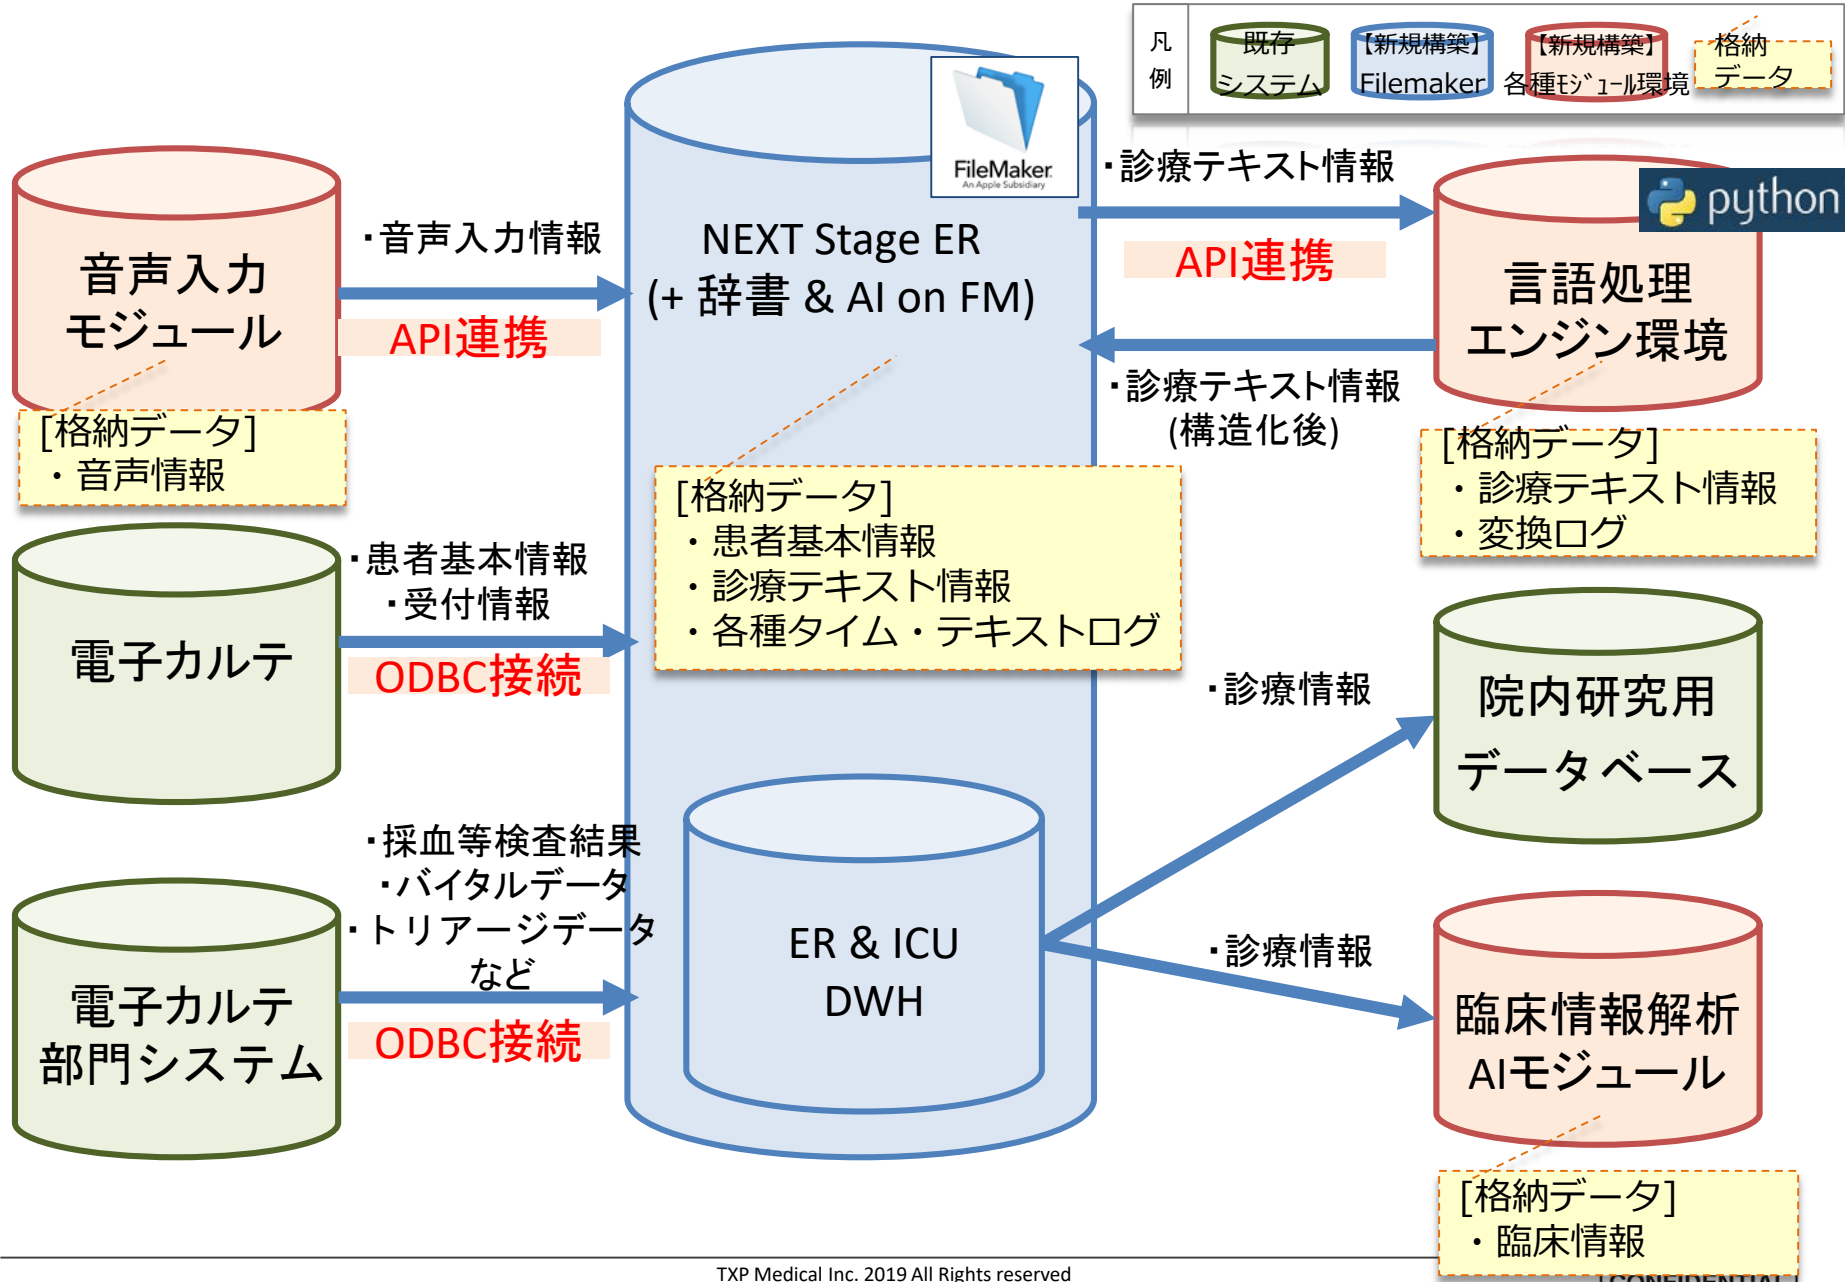 凡
例
既存
システム
【新規構築】
Filemaker
【新規構築】
各種ﾓｼﾞｭｰﾙ環境
格納
データ
FileMaker
An Apple Subsidiary
python
音声入力
モジュール
・音声入力情報
API連携
[格納データ]
・音声情報
NEXT Stage ER
(+ 辞書 & AI on FM)
・診療テキスト情報
API連携
・診療テキスト情報
(構造化後)
言語処理
エンジン環境
[格納データ]
・診療テキスト情報
・変換ログ
[格納データ]
・患者基本情報
・診療テキスト情報
・各種タイム・テキストログ
電子カルテ
・患者基本情報
・受付情報
ODBC接続
・診療情報
院内研究用
データベース
電子カルテ
部門システム
・採血等検査結果
・バイタルデータ
・トリアージデータ
など
ODBC接続
ER & ICU
DWH
・診療情報
臨床情報解析
AIモジュール
[格納データ]
・臨床情報
TXP Medical Inc. 2019 All Rights reserved
CONFIDENTIAL